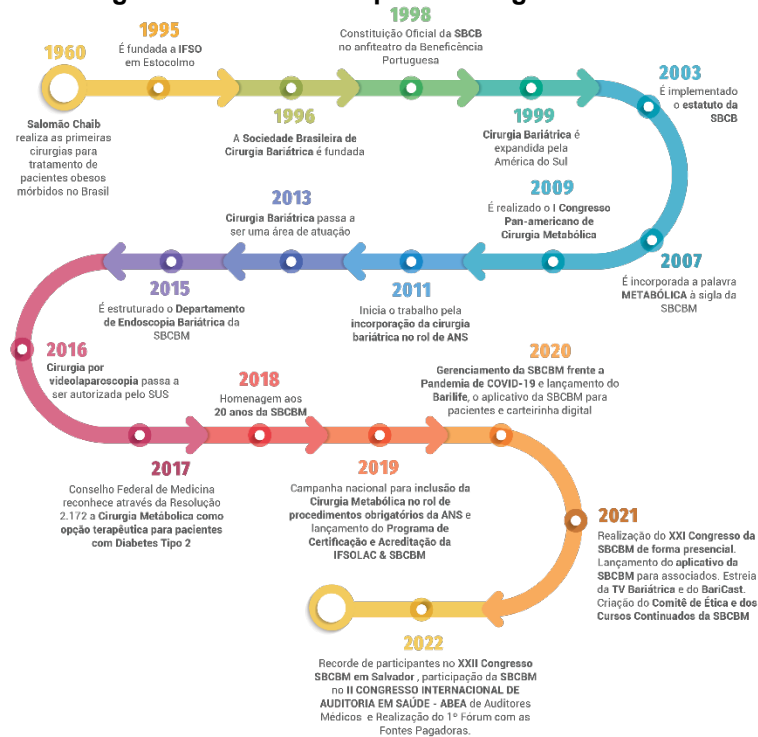 1960
Salomão Chaib
realiza as primeiras
cirurgias para
tratamento de
pacientes obesos
mórbidos no Brasil
1995
É fundada a IFSO
em Estocolmo
1996
A Sociedade Brasileira de
Cirurgia Bariátrica é fundada
1998
Constituição Oficial da SBCB
no anfiteatro da Beneficência
Portuguesa
1999
Cirurgia Bariátrica é
expandida pela
América do Sul
2003
É implementado
o estatuto da
SBCB
2007
É incorporada a palavra
METABÓLICA à sigla da
SBCBM
2009
É realizado o I Congresso
Pan-americano de
Cirurgia Metabólica
2011
Inicia o trabalho pela
incorporação da cirurgia
bariátrica no rol de ANS
2013
Cirurgia Bariátrica passa a
ser uma área de atuação
2015
É estruturado o Departamento
de Endoscopia Bariátrica da
SBCBM
2016
Cirurgia por
videolaparoscopia passa a
ser autorizada pelo SUS
2017
Conselho Federal de Medicina
reconhece através da Resolução
2.172 a Cirurgia Metábolica como
opção terapêutica para pacientes
com Diabetes Tipo 2
2018
Homenagem aos
20 anos da SBCBM
2019
Campanha nacional para inclusão da
Cirurgia Metabólica no rol de
procedimentos obrigatórios da ANS e
lançamento do Programa de
Certificação e Acreditação da
IFSOLAC & SBCBM
2020
Gerenciamento da SBCBM frente a
Pandemia de COVID-19 e lançamento do
Barilife, o aplicativo da SBCBM para
pacientes e carteirinha digital
2021
Realização do XXI Congresso da
SBCBM de forma presencial.
Lançamento do aplicativo da
SBCBM para associados. Estreia
da TV Bariátrica e do BariCast.
Criação do Comitê de Ética e dos
Cursos Continuados da SBCBM
2022
Recorde de participantes no XXII Congresso
SBCBM em Salvador , participação da SBCBM
no II CONGRESSO INTERNACIONAL DE
AUDITORIA EM SAÚDE - ABEA de Auditores
Médicos e Realização do 1º Fórum com as
Fontes Pagadoras.